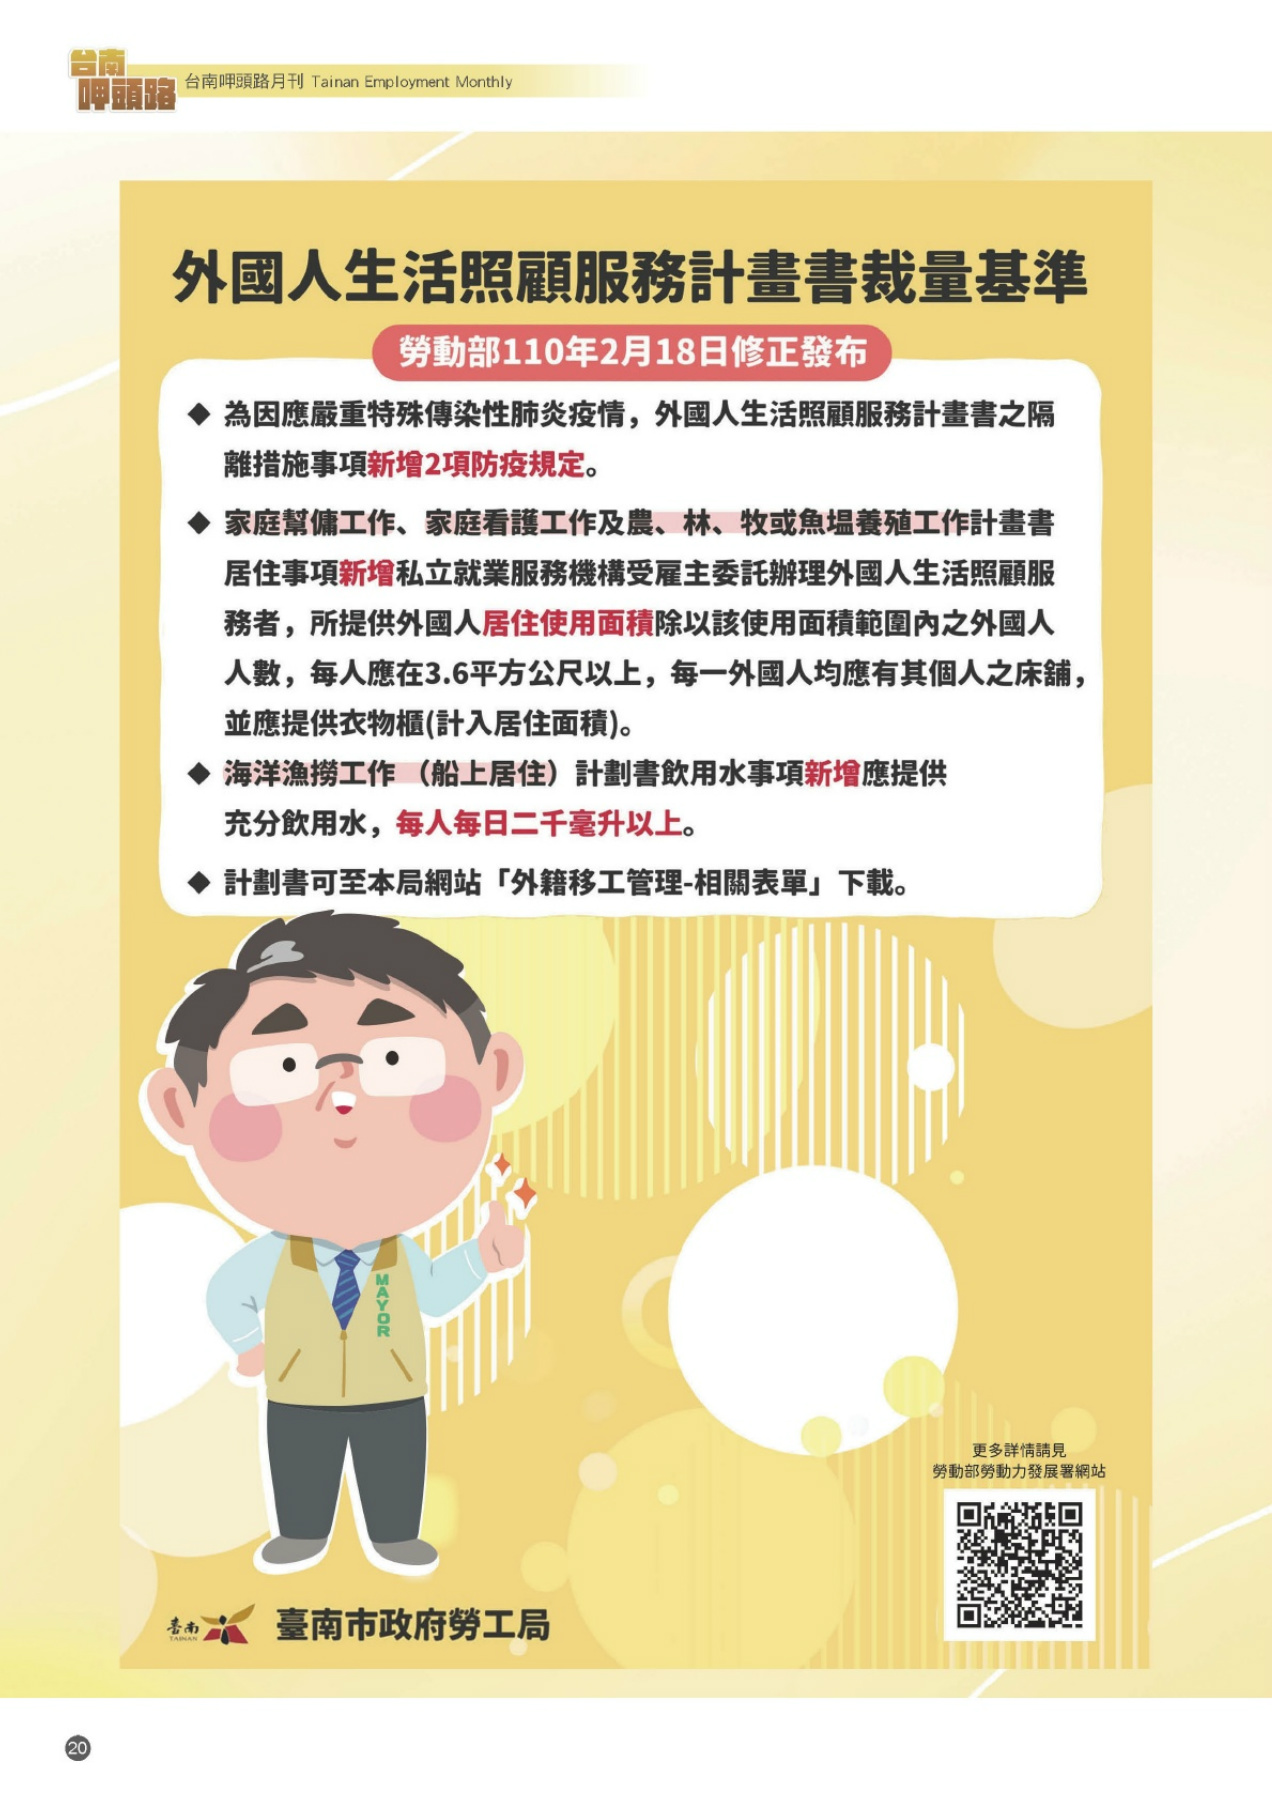 台南
呷頭路
台南呷頭路月刊 Tainan Employment Monthly
外國人生活照顧服務計畫書裁量基準
勞動部110年2月18日修正發布
◆ 為因應嚴重特殊傳染性肺炎疫情，外國人生活照顧服務計畫書之隔
離措施事項新增2項防疫規定。
◆ 家庭幫傭工作、家庭看護工作及農、林、牧或魚塭養殖工作計畫書
居住事項新增私立就業服務機構受雇主委託辦理外國人生活照顧服
務者，所提供外國人居住使用面積除以該使用面積範圍內之外國人
人數，每人應在3.6平方公尺以上，每一外國人均應有其個人之床舖，
並應提供衣物櫃(計入居住面積)。
◆ 海洋漁撈工作（船上居住）計劃書飲用水事項新增應提供
充分飲用水，每人每日二千毫升以上。
◆ 計劃書可至本局網站「外籍移工管理-相關表單」下載。
MAYOR
更多詳情請見
勞動部勞動力發展署網站
臺南
TAINAN
臺南市政府勞工局
20